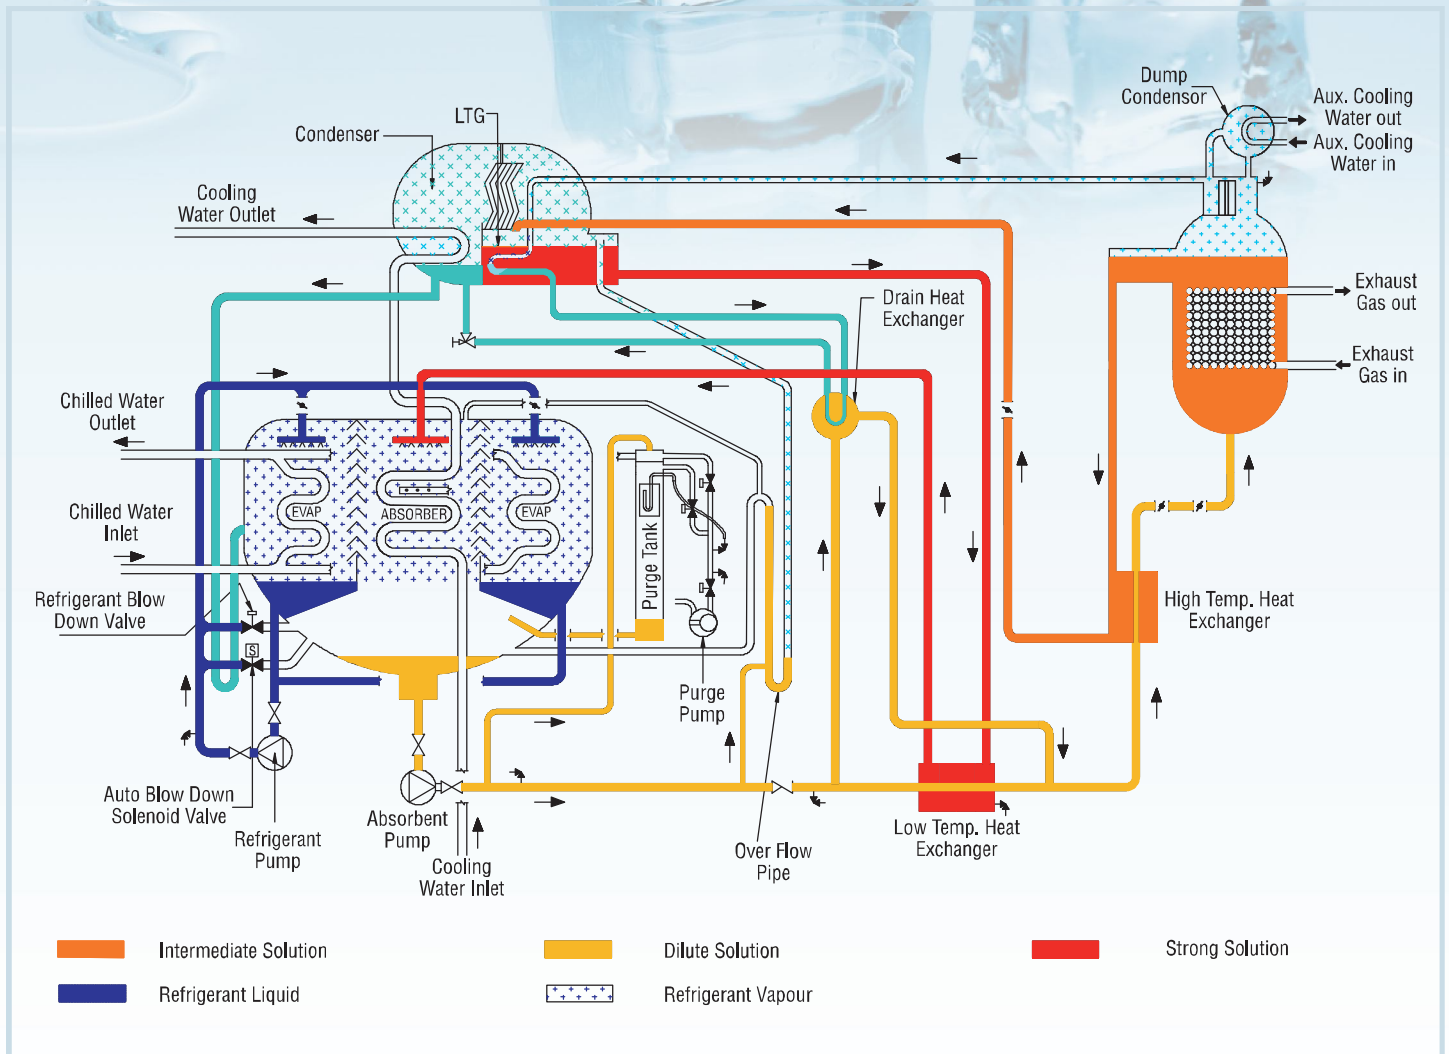 Dump
Condensor
Aux. Cooling
Water out
Aux. Cooling
Water in
LTG
Condenser
Cooling
Water Outlet
Drain Heat
Exchanger
Exhaust
Gas out
Exhaust
Gas in
Chilled Water
Outlet
Chilled Water
Inlet
EVAP
ABSORBER
EVAP
Purge Tank
Refrigerant Blow
Down Valve
S
High Temp. Heat
Exchanger
Purge
Pump
Auto Blow Down
Solenoid Valve
Refrigerant
Pump
Absorbent
Pump
Cooling
Water Inlet
Over Flow
Pipe
Low Temp. Heat
Exchanger
Intermediate Solution
Dilute Solution
Strong Solution
Refrigerant Liquid
Refrigerant Vapour